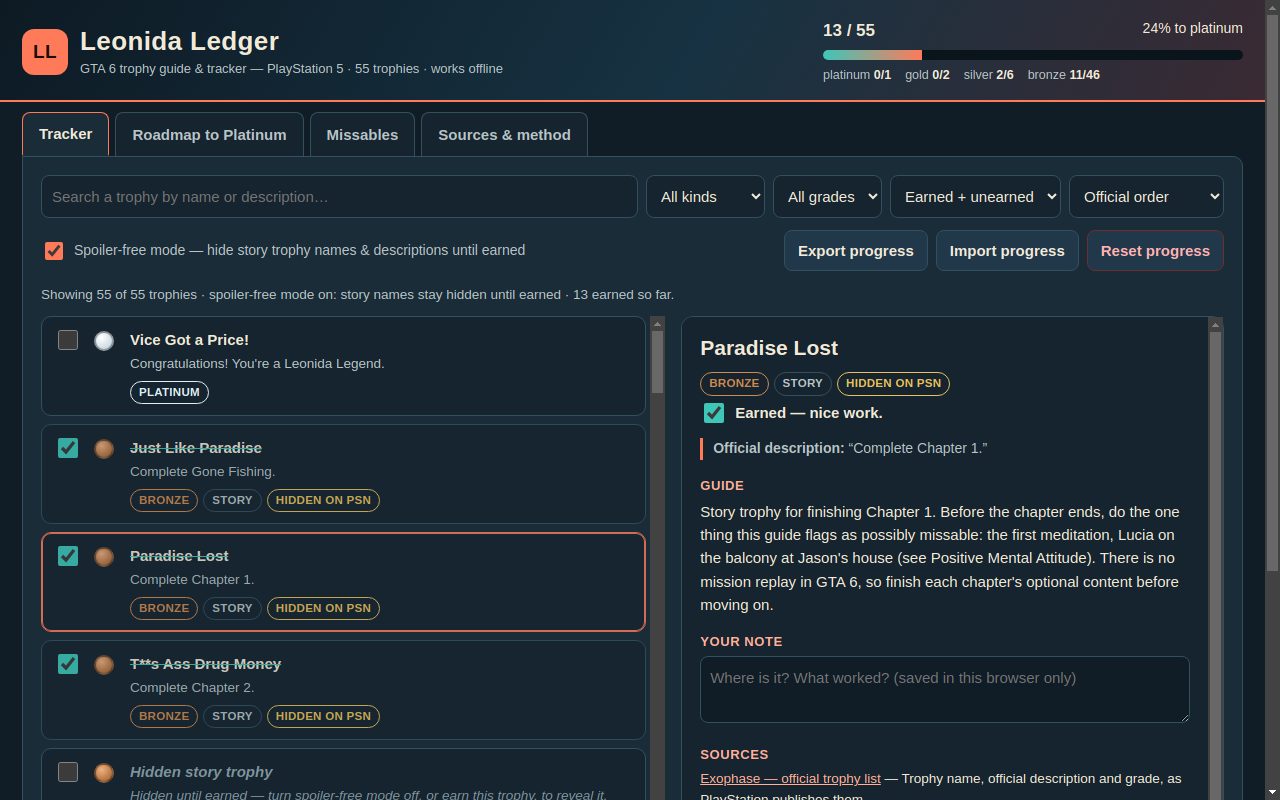 LL
Leonida Ledger
GTA 6 trophy guide & tracker — PlayStation 5 · 55 trophies · works offline
13 / 55
24% to platinum
platinum 0/1 gold 0/2 silver 2/6 bronze 11/46
Tracker
Roadmap to Platinum
Missables
Sources & method
Search a trophy by name or description…
All kinds
All grades
Earned + unearned
Official order
Spoiler-free mode — hide story trophy names & descriptions until earned
Export progress
Import progress
Reset progress
Showing 55 of 55 trophies · spoiler-free mode on: story names stay hidden until earned · 13 earned so far.
Vice Got a Price!
Congratulations! You're a Leonida Legend.
PLATINUM
Just Like Paradise
Complete Gone Fishing.
BRONZE STORY HIDDEN ON PSN
Paradise Lost
Complete Chapter 1.
BRONZE STORY HIDDEN ON PSN
T**s Ass Drug Money
Complete Chapter 2.
BRONZE STORY HIDDEN ON PSN
Hidden story trophy
Hidden until earned — turn spoiler-free mode off, or earn this trophy, to reveal it.
Paradise Lost
BRONZE STORY HIDDEN ON PSN
Earned — nice work.
Official description: “Complete Chapter 1.”
GUIDE
Story trophy for finishing Chapter 1. Before the chapter ends, do the one
thing this guide flags as possibly missable: the first meditation, Lucia on
the balcony at Jason's house (see Positive Mental Attitude). There is no
mission replay in GTA 6, so finish each chapter's optional content before
moving on.
YOUR NOTE
Where is it? What worked? (saved in this browser only)
SOURCES
Exophase — official trophy list — Trophy name, official description and grade, as
PlayStation publishes them.